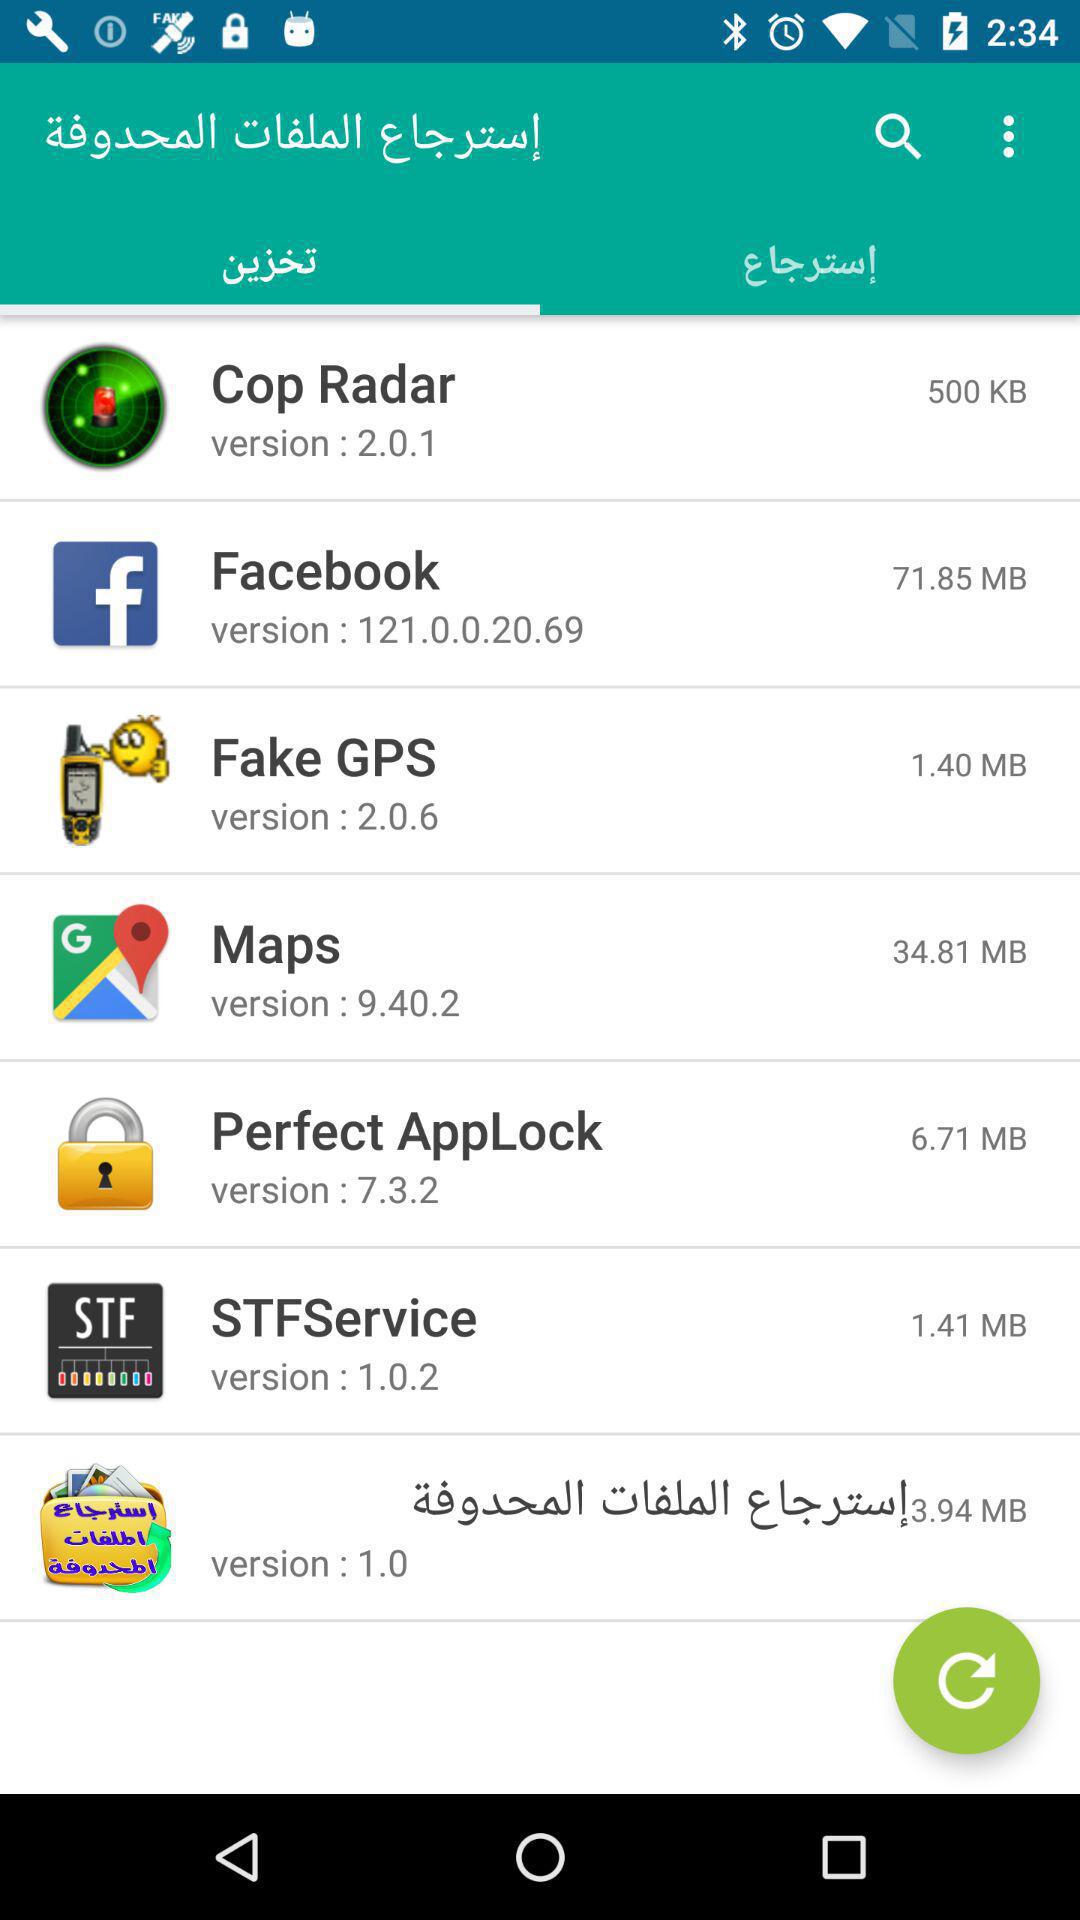 FAKE
2:34
إسترجاع الملفات المحدوفة
تخزين
إسترجاع
Cop Radar
500 KB
version : 2.0.1
Facebook
71.85 MB
version : 121.0.0.20.69
Fake GPS
1.40 MB
version : 2.0.6
G
Maps
34.81 MB
version : 9.40.2
Perfect AppLock
6.71 MB
version : 7.3.2
STF
STFService
1.41 MB
version : 1.0.2
إسترجاع
الملفات
المحدوفة
إسترجاع الملفات المحدوفة
3.94 MB
version : 1.0